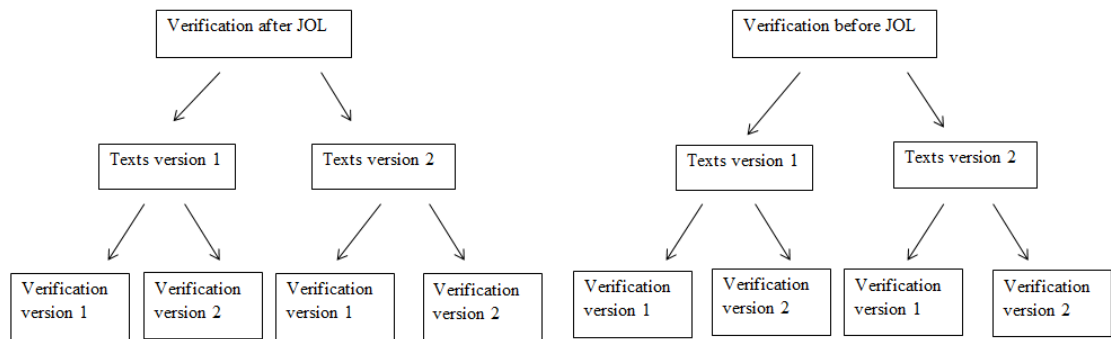 Verification after JOL
Verification before JOL
Texts version 1
Texts version 2
Texts version 1
Texts version 2
Verification
version 1
Verification
version 2
Verification
version 1
Verification
version 2
Verification
version 1
Verification
version 2
Verification
version 1
Verification
version 2